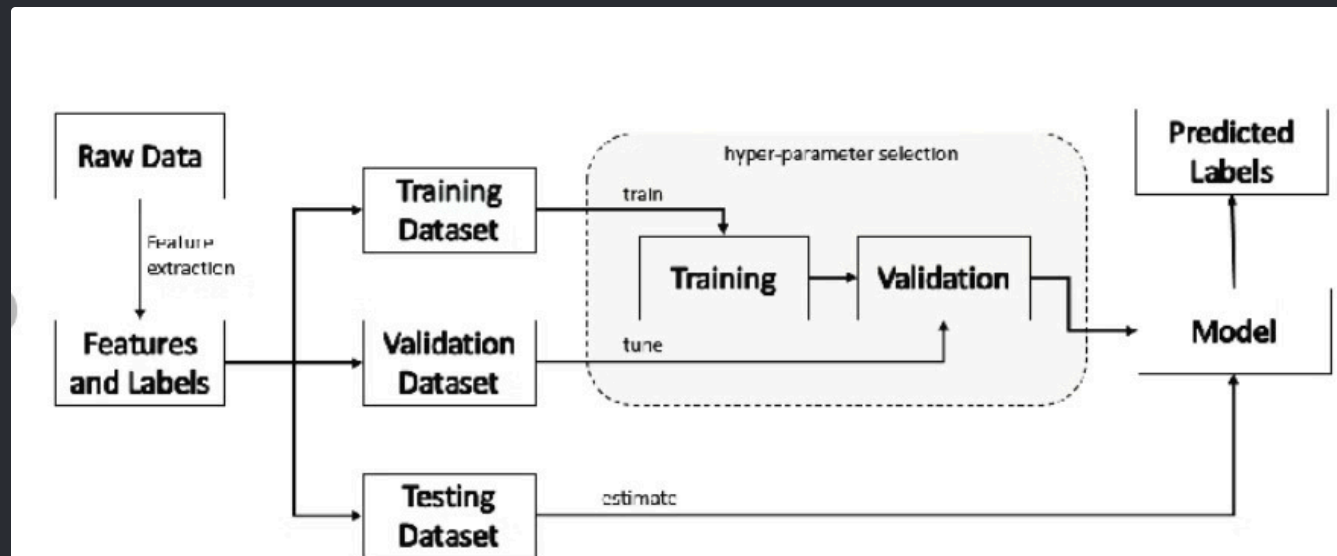 Raw Data
Feature
extraction
Features
and Labels
Training
Dataset
Validation
Dataset
Testing
Dataset
hyper-parameter selection
train
Training
Validation
tune
estimate
Predicted
Labels
Model